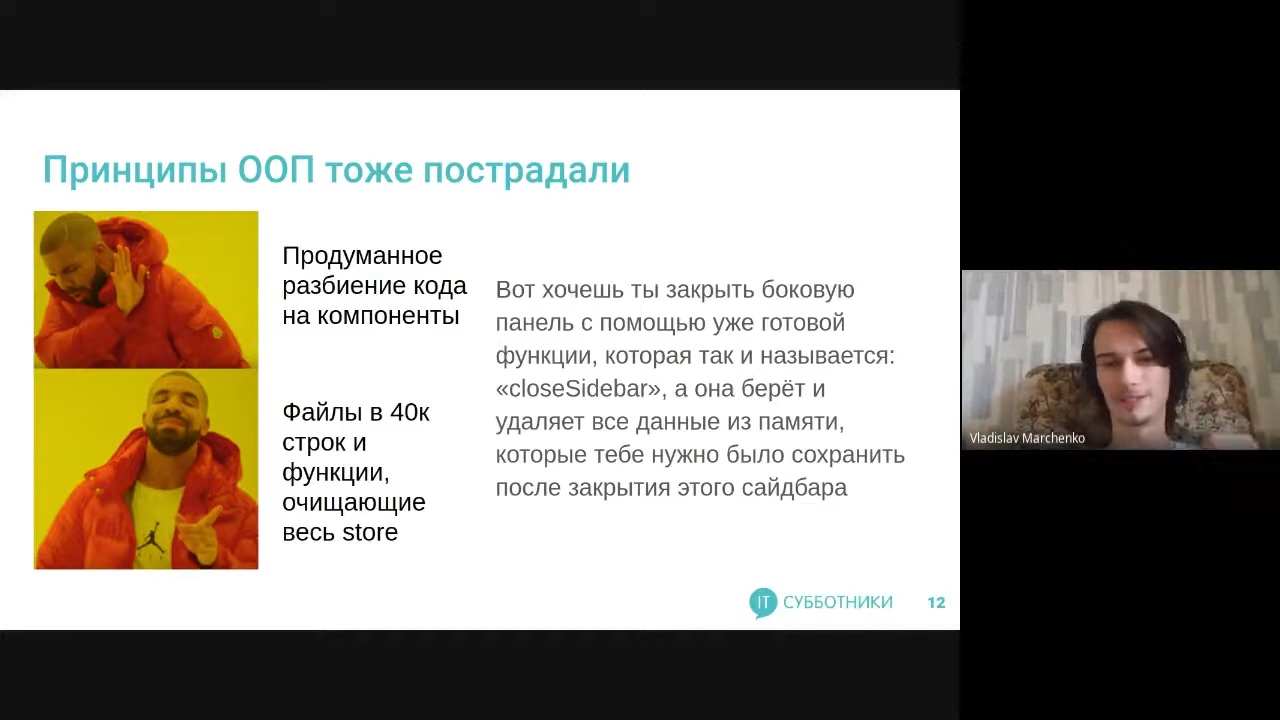 Принципы ООП тоже пострадали
Продуманное
разбиение кода
на компоненты
Файлы в 40к
строк и
функции,
очищающие
весь store
Вот хочешь ты закрыть боковую
панель с помощью уже готовой
функции, которая так и называется:
«closeSidebar», а она берёт и
удаляет все данные из памяти,
которые тебе нужно было сохранить
после закрытия этого сайдбара
IT СУББОТНИКИ
12
Vladislav Marchenko